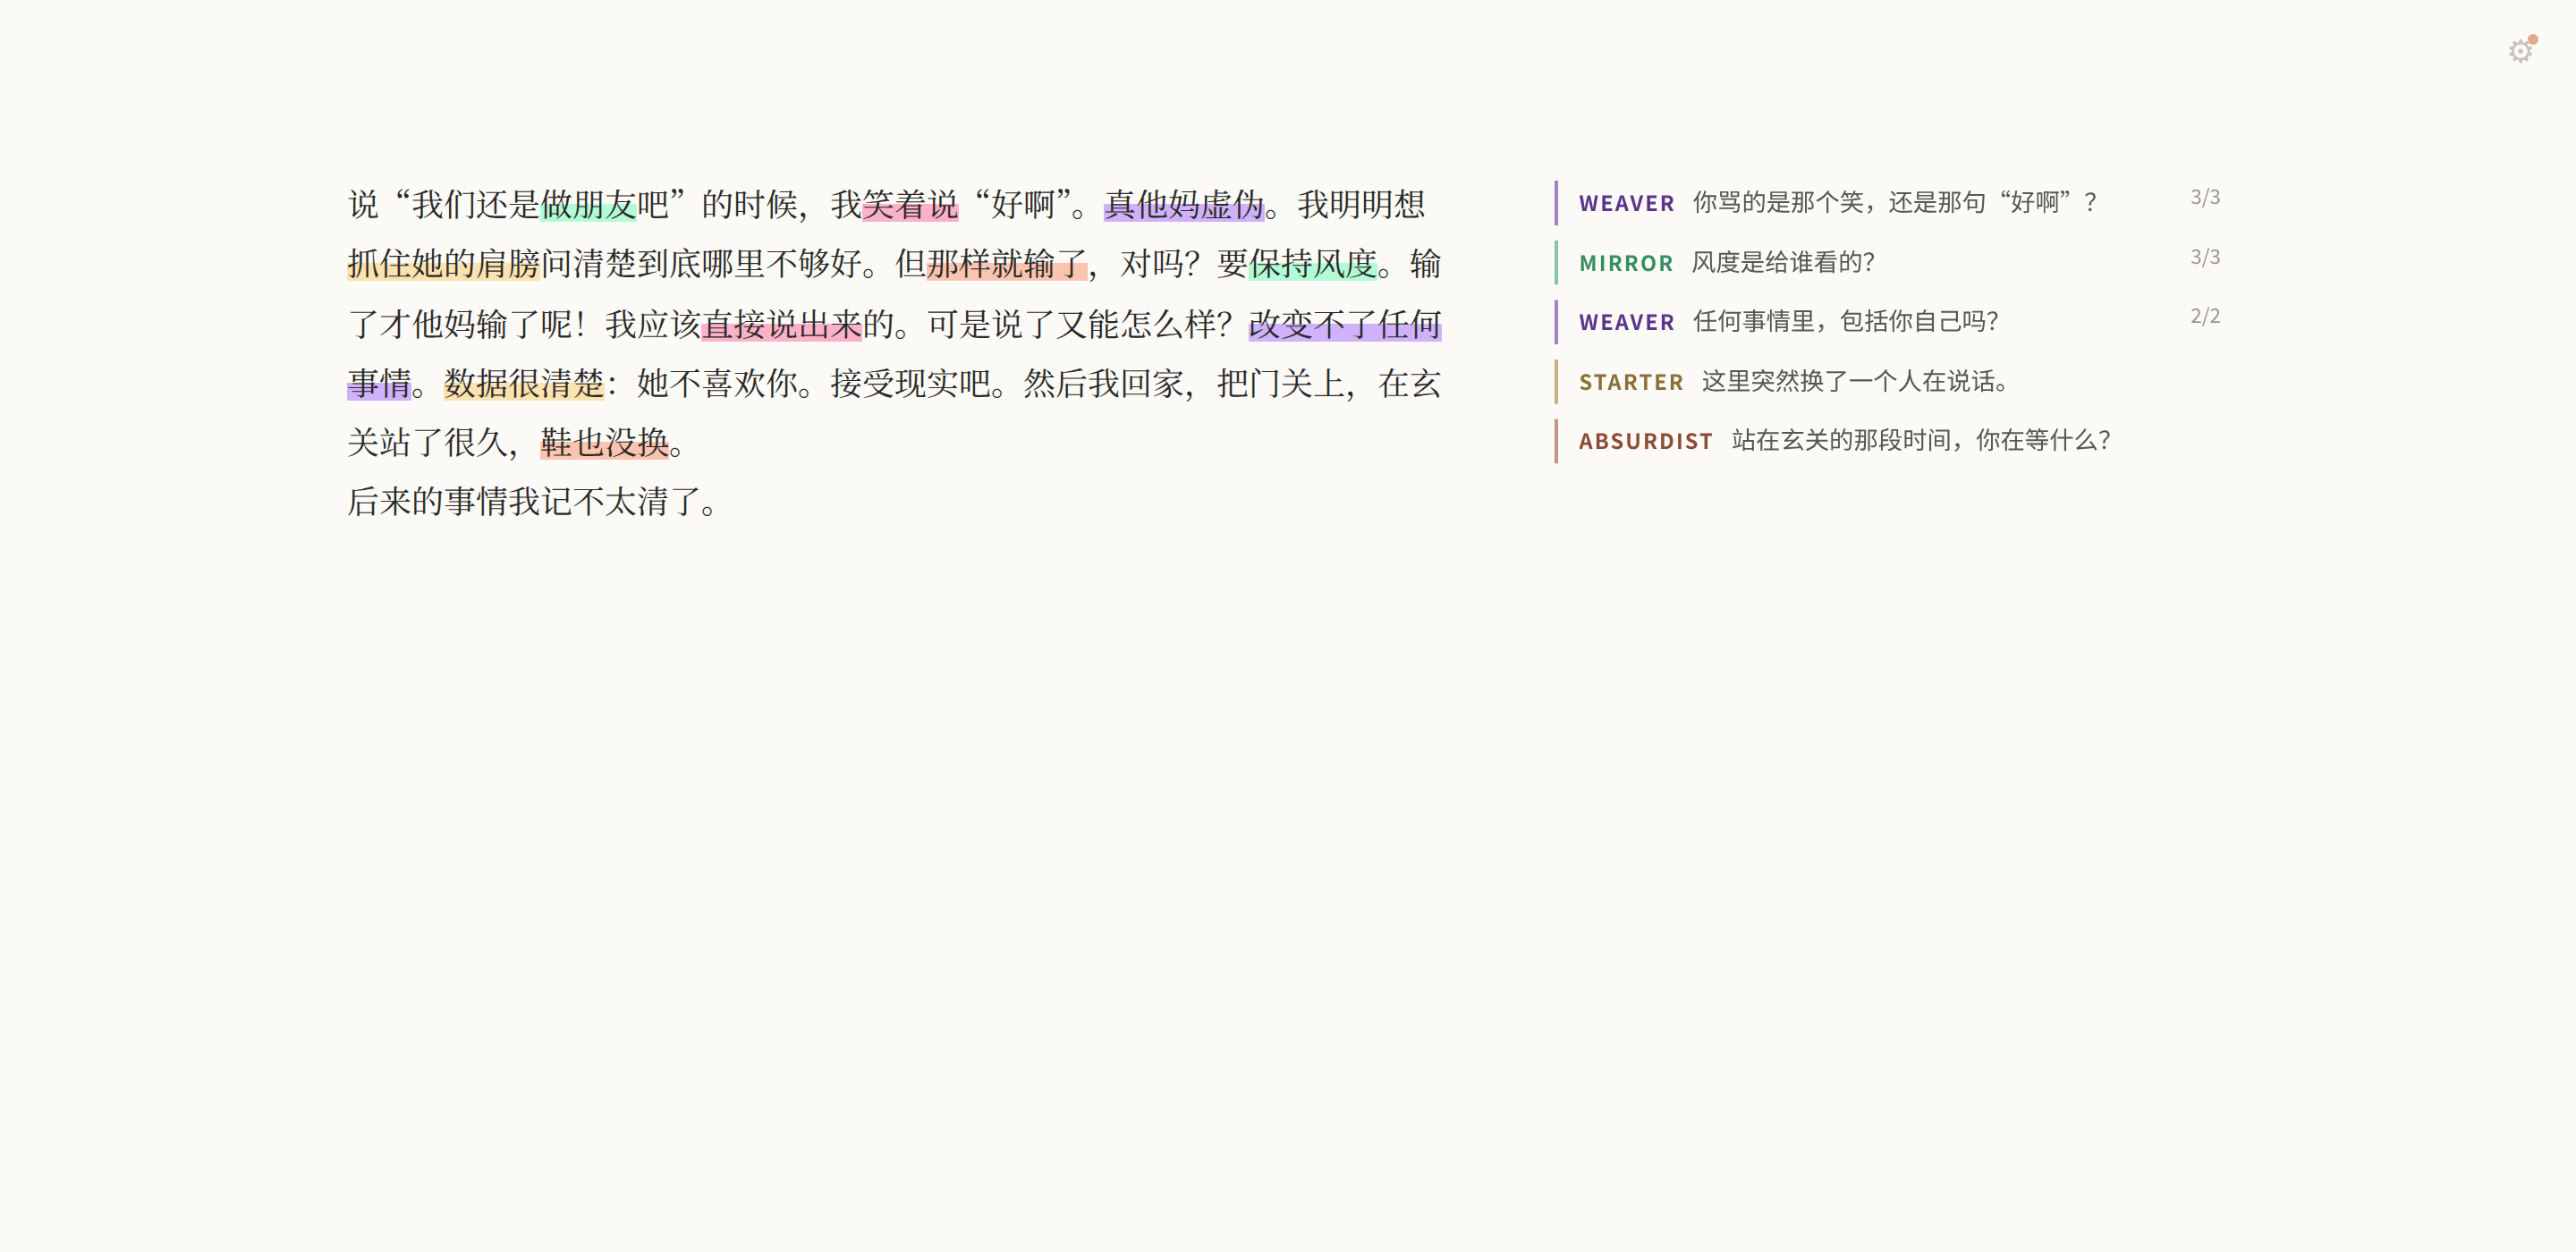 说“我们还是做朋友吧”的时候，我笑着说“好啊”。真他妈虚伪。我明明想
抓住她的肩膀问清楚到底哪里不够好。但那样就输了，对吗？要保持风度。输
了才他妈输了呢！我应该直接说出来的。可是说了又能怎么样？改变不了任何
事情。数据很清楚：她不喜欢你。接受现实吧。然后我回家，把门关上，在玄
关站了很久，鞋也没换。
后来的事情我记不太清了。
WEAVER 你骂的是那个笑，还是那句“好啊”？ 3/3
MIRROR 风度是给谁看的？ 3/3
WEAVER 任何事情里，包括你自己吗？ 2/2
STARTER 这里突然换了一个人在说话。
ABSURDIST 站在玄关的那段时间，你在等什么？